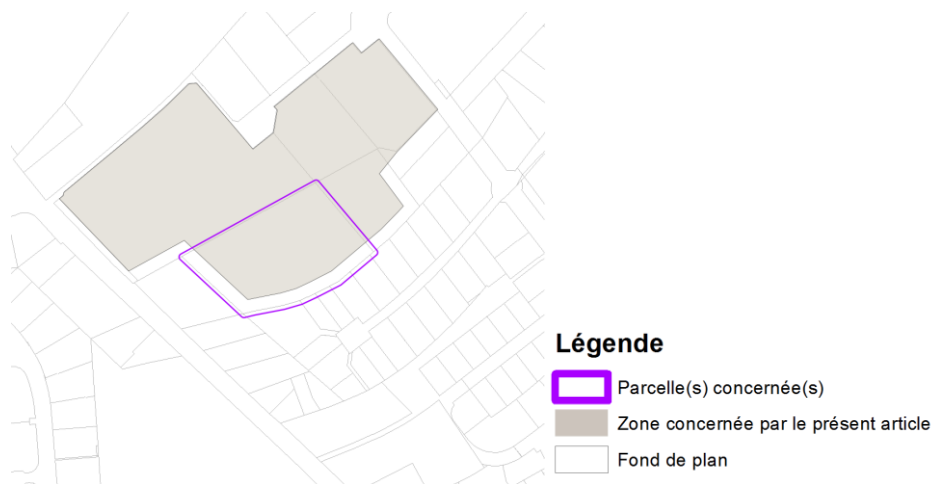 Légende
Parcelle(s) concernée(s)
Zone concernée par le présent article
Fond de plan